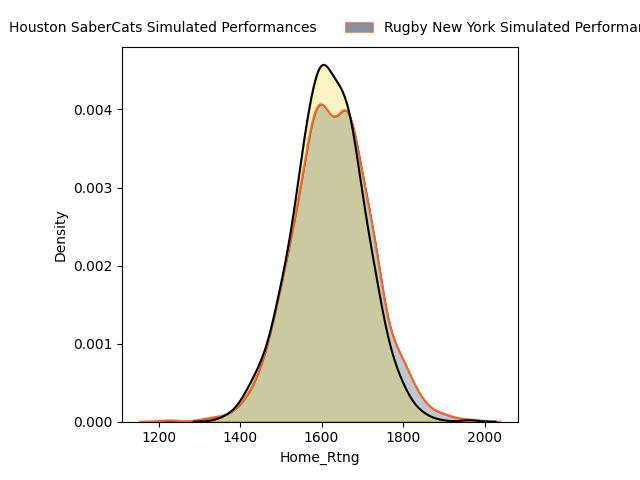 Houston SaberCats Simulated Performances
Rugby New York Simulated
Density
0.004
0.003
0.002
0.001
0.000
1200 1400 1600 1800 2000
Home_Rtng